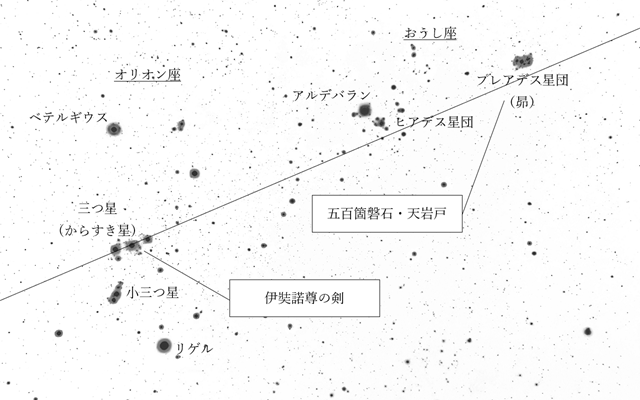 おうし座
プレアデス星団
（昴）
オリオン座
アルデバラン
ヒアデス星団
ベテルギウス
五百箇磐石・天岩戸
三つ星
（からすき星）
伊奘諾尊の剣
小三つ星
リゲル